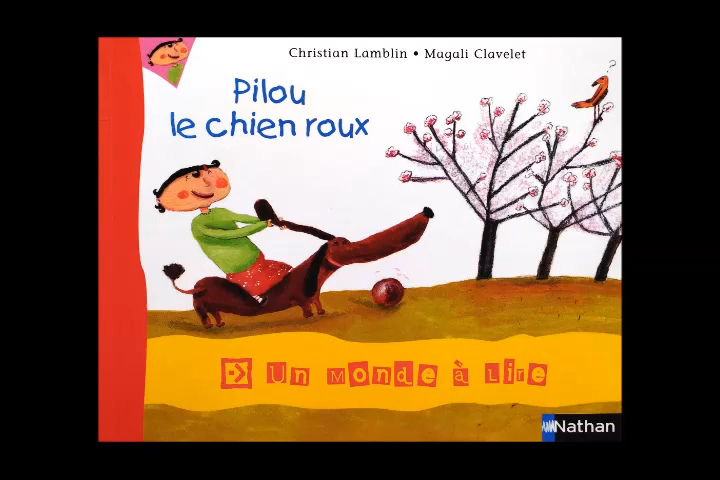 Christian Lamblin • Magali Clavelet
Pilou
le chien roux
?
Un monde à lire
Nathan